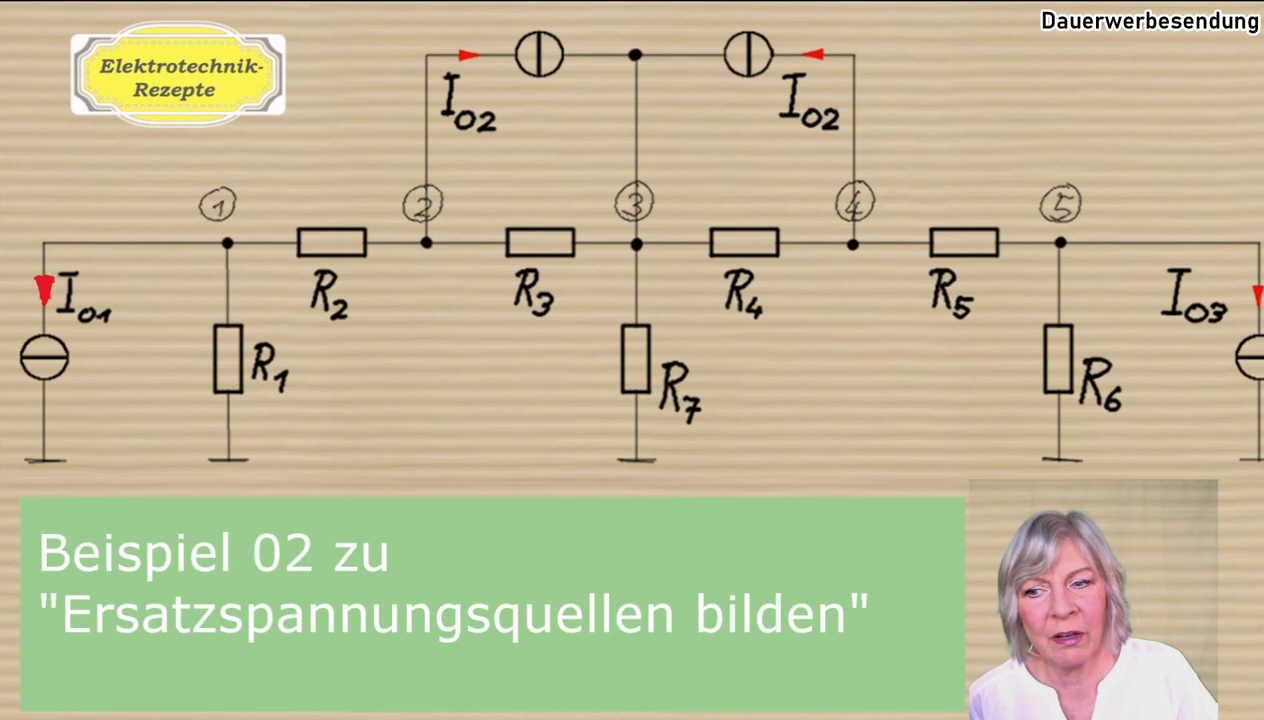 Dauerwerbesendung
Elektrotechnik-
Rezepte
I02
I02
1 2 3 4 5
I01
R2
R3
R4
R5
I03
R1
R7
R6
Beispiel 02 zu
"Ersatzspannungsquellen bilden"